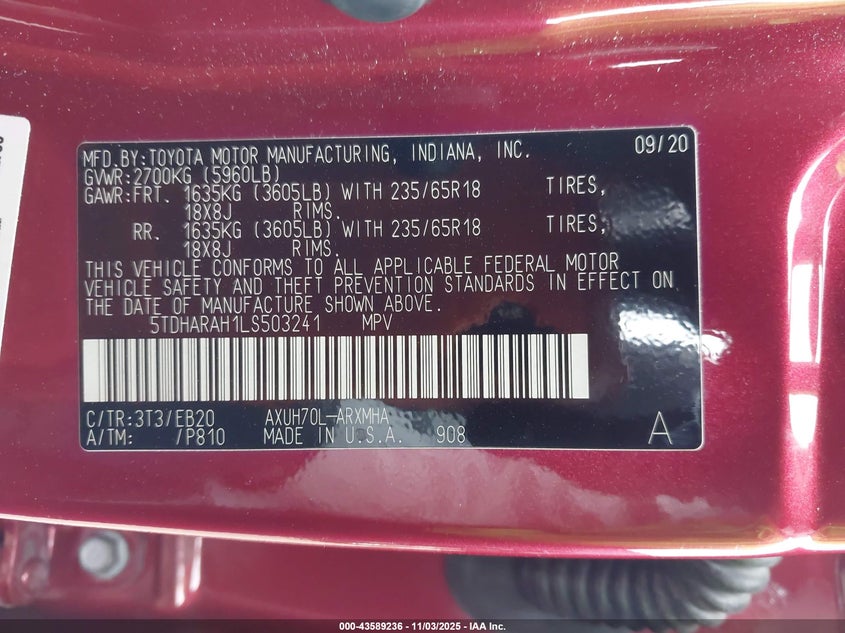 MFD.BY:TOYOTA MOTOR MANUFACTURING, INDIANA, INC. 09/20
GVWR:2700KG (5960LB)
GAWR:FRT. 1635KG (3605LB) WITH 235/65R18 TIRES,
18X8J RIMS.
RR. 1635KG (3605LB) WITH 235/65R18 TIRES,
18X8J RIMS.
THIS VEHICLE CONFORMS TO ALL APPLICABLE FEDERAL MOTOR
VEHICLE SAFETY AND THEFT PREVENTION STANDARDS IN EFFECT ON
THE DATE OF MANUFACTURE SHOWN ABOVE.
5TDHARAH1LS503241 MPV
C/TR:3T3/EB20 AXUH70L-ARXMHA
A/TM: /P810 MADE IN U.S.A. 908 A
000-43589236 - 11/03/2025 - IAA Inc.